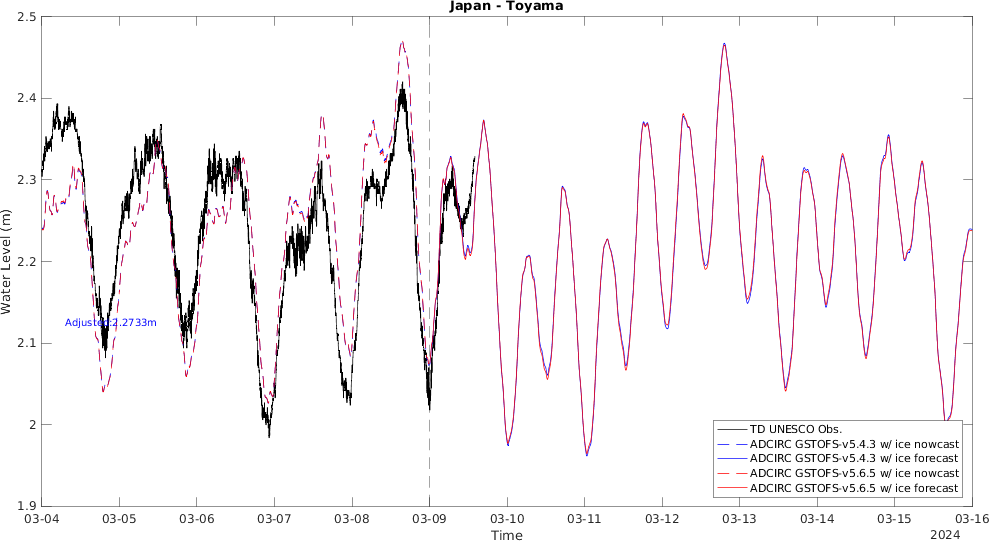 Japan - Toyama
2.5
2.4
2.3
2.2
2.1
2
1.9
Water Level (m)
Adjusted:2.2733m
TD UNESCO Obs.
ADCIRC GSTOFS-v5.4.3 w/ ice nowcast
ADCIRC GSTOFS-v5.4.3 w/ ice forecast
ADCIRC GSTOFS-v5.6.5 w/ ice nowcast
ADCIRC GSTOFS-v5.6.5 w/ ice forecast
03-04 03-05 03-06 03-07 03-08 03-09 03-10 03-11 03-12 03-13 03-14 03-15 03-16
Time
2024